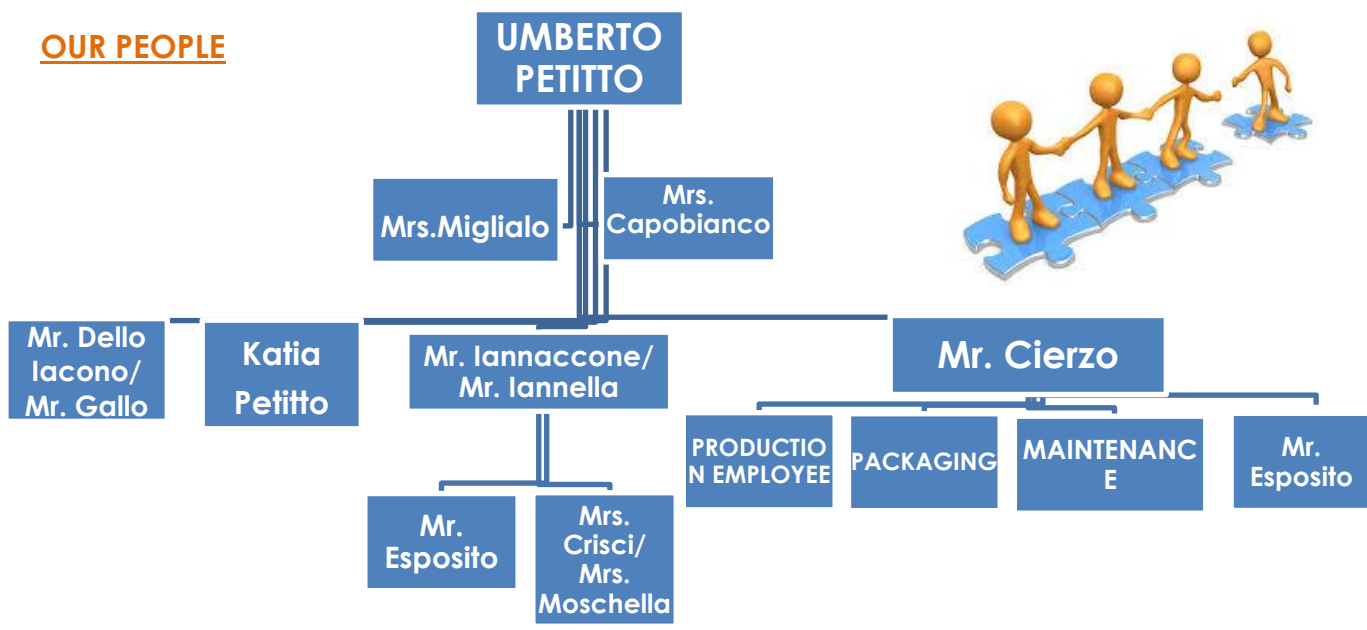 OUR PEOPLE
UMBERTO
PETITTO
Mrs.Miglialo
Mrs.
Capobianco
Mr. Dello
Iacono/
Mr. Gallo
Katia
Petitto
Mr. Iannaccone/
Mr. Iannella
Mr. Cierzo
Mr.
Esposito
Mrs.
Crisci/
Mrs.
Moschella
PRODUCTIO
N EMPLOYEE
PACKAGING
MAINTENANC
E
Mr.
Esposito